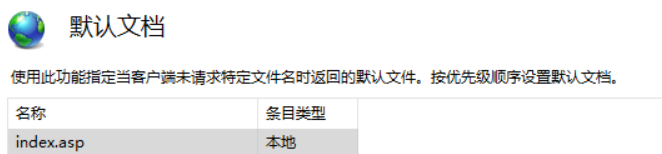 默认文档
使用此功能指定当客户端未请求特定文件名时返回的默认文件。按优先级顺序设置默认文档。
名称 条目类型
index.asp 本地